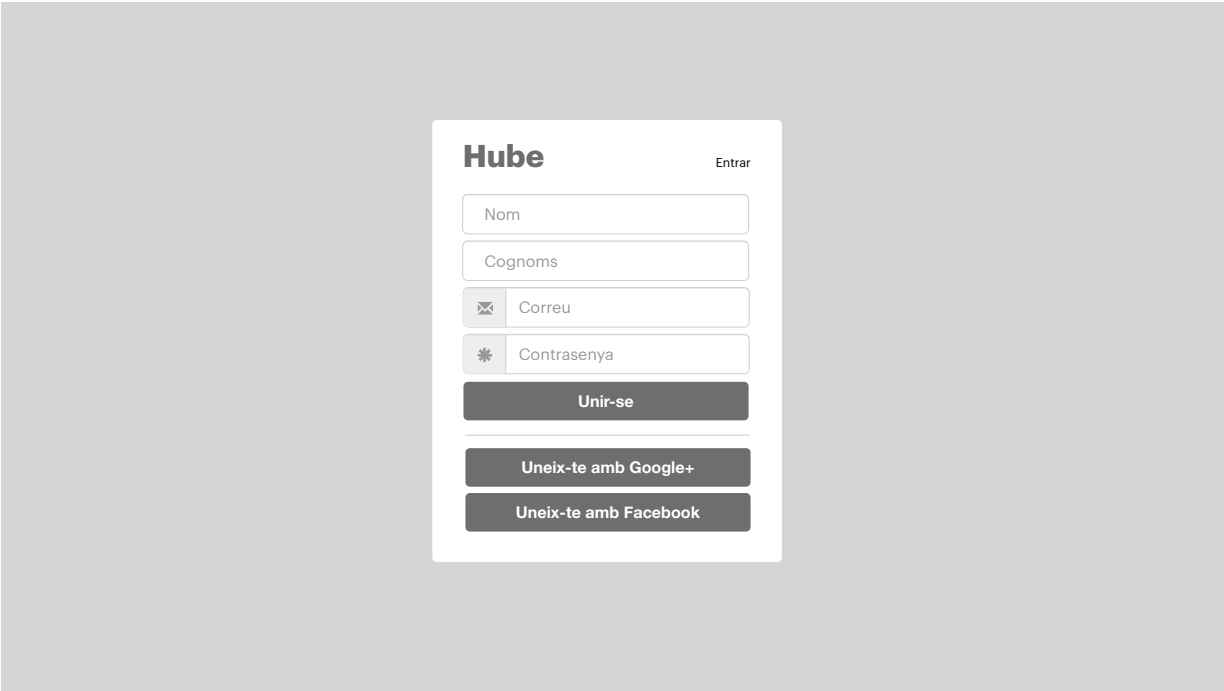 Hube
Entrar
Nom
Cognoms
Correu
Contrasenya
Unir-se
Uneix-te amb Google+
Uneix-te amb Facebook